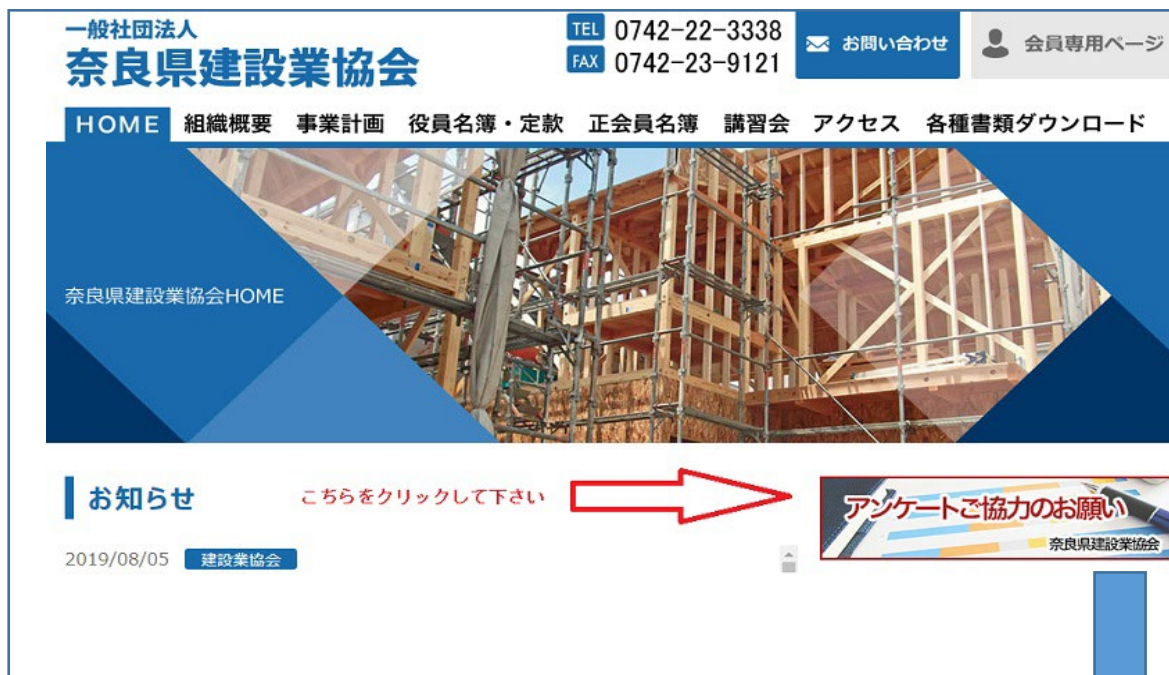 一般社団法人
奈良県建設業協会
TEL 0742-22-3338
FAX 0742-23-9121
お問い合わせ
会員専用ページ
HOME 組織概要 事業計画 役員名簿・定款 正会員名簿 講習会 アクセス 各種書類ダウンロード
奈良県建設業協会HOME
お知らせ
こちらをクリックして下さい
アンケートご協力のお願い
奈良県建設業協会
2019/08/05 建設業協会